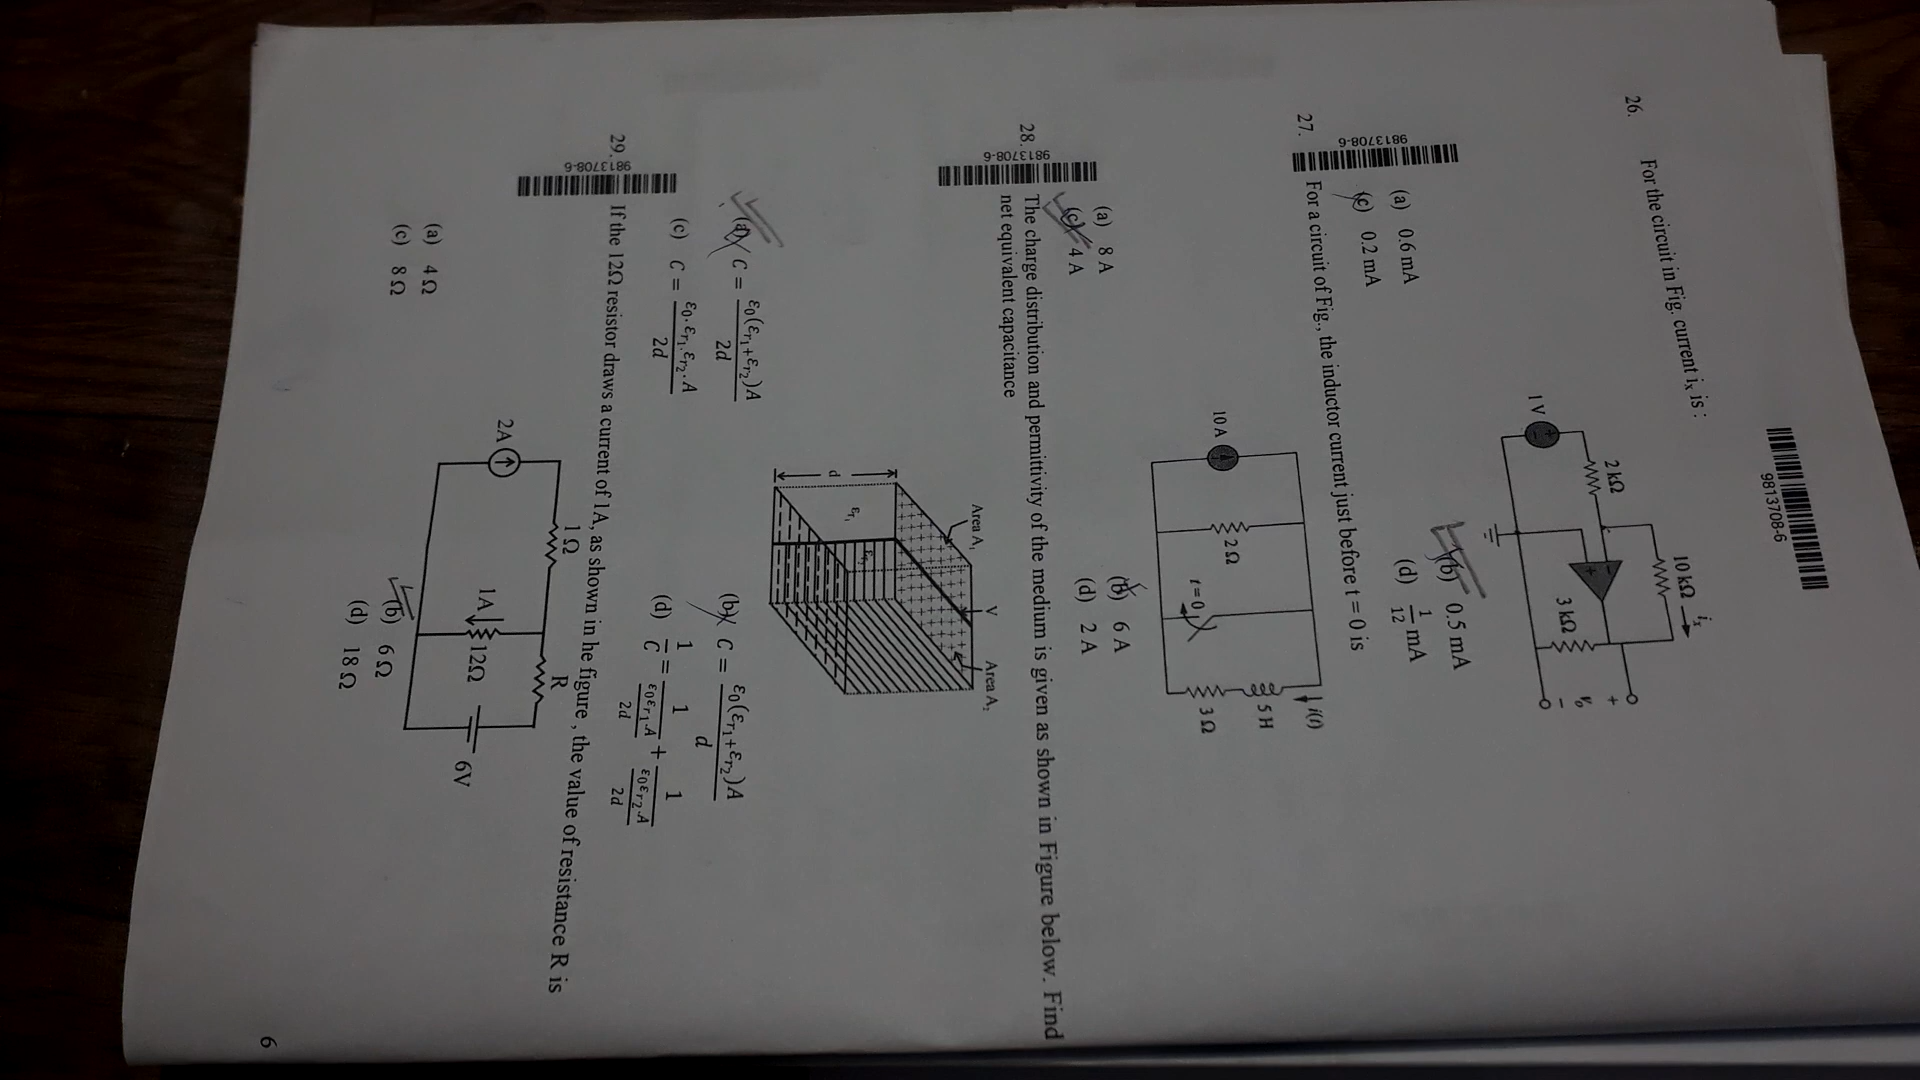 9813708-6
26. For the circuit in Fig. current iₓ is :
10 kΩ iₓ
2 kΩ
1 V + −
− +
3 kΩ
+ v₀ −
(a) 0.6 mA (b) 0.5 mA
(c) 0.2 mA (d) 1/12 mA
9813708-6
27. For a circuit of Fig., the inductor current just before t = 0 is
i(t)
10 A 2 Ω t = 0 5 H
3 Ω
(a) 8 A (b) 6 A
(c) 4 A (d) 2 A
9813708-6
28. The charge distribution and permittivity of the medium is given as shown in Figure below. Find
net equivalent capacitance
Area A₁ V Area A₂
d εr₁ εr₂
(a) C = ε₀(εr₁+εr₂)A / 2d (b) C = ε₀(εr₁+εr₂)A / d
(c) C = ε₀.εr₁.εr₂.A / 2d (d) 1/C = 1/(ε₀εr₁.A/2d) + 1/(ε₀εr₂.A/2d)
9813708-6
29. If the 12Ω resistor draws a current of 1A, as shown in he figure , the value of resistance R is
1 Ω R
2A 1A 12Ω 6V
(a) 4 Ω (b) 6 Ω
(c) 8 Ω (d) 18 Ω
6